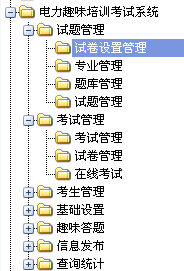 电力趣味培训考试系统
试题管理
试卷设置管理
专业管理
题库管理
试题管理
考试管理
考试管理
试卷管理
在线考试
考生管理
基础设置
趣味答题
信息发布
查询统计